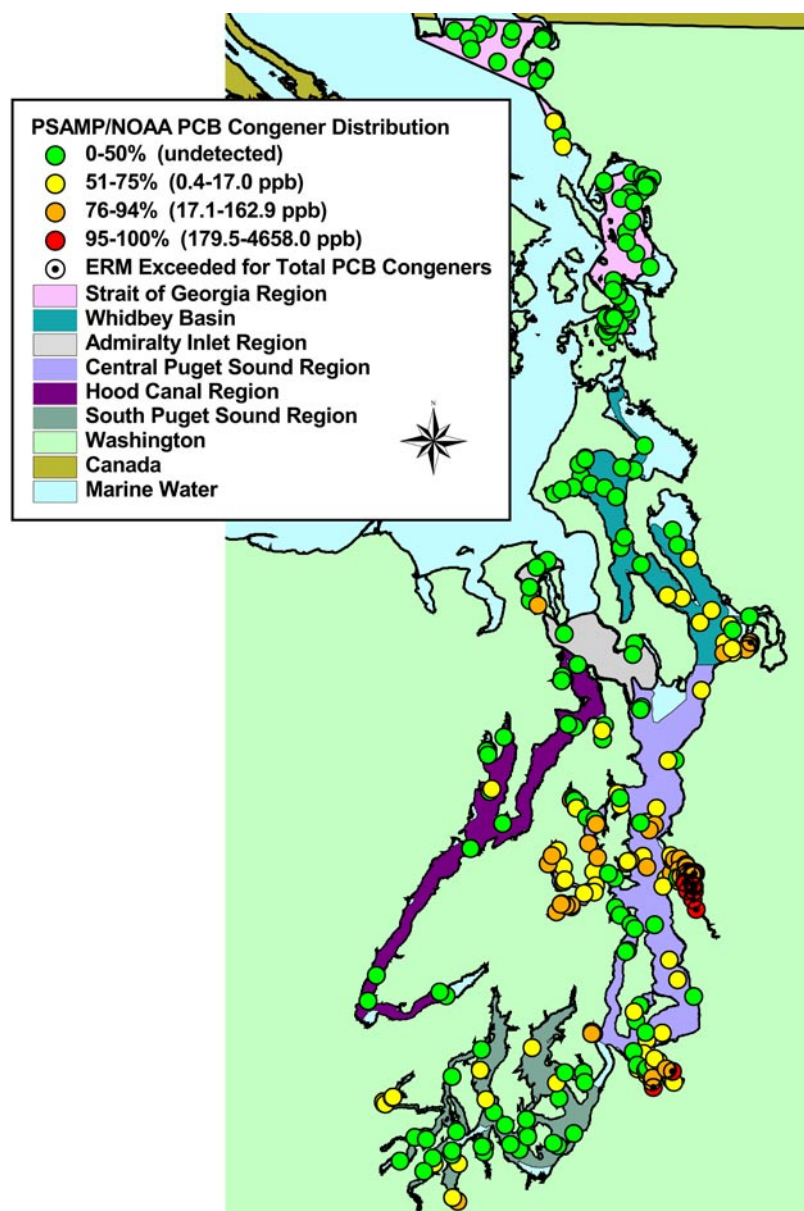 PSAMP/NOAA PCB Congener Distribution
0-50% (undetected)
51-75% (0.4-17.0 ppb)
76-94% (17.1-162.9 ppb)
95-100% (179.5-4658.0 ppb)
ERM Exceeded for Total PCB Congeners
Strait of Georgia Region
Whidbey Basin
Admiralty Inlet Region
Central Puget Sound Region
Hood Canal Region
South Puget Sound Region
Washington
Canada
Marine Water
N